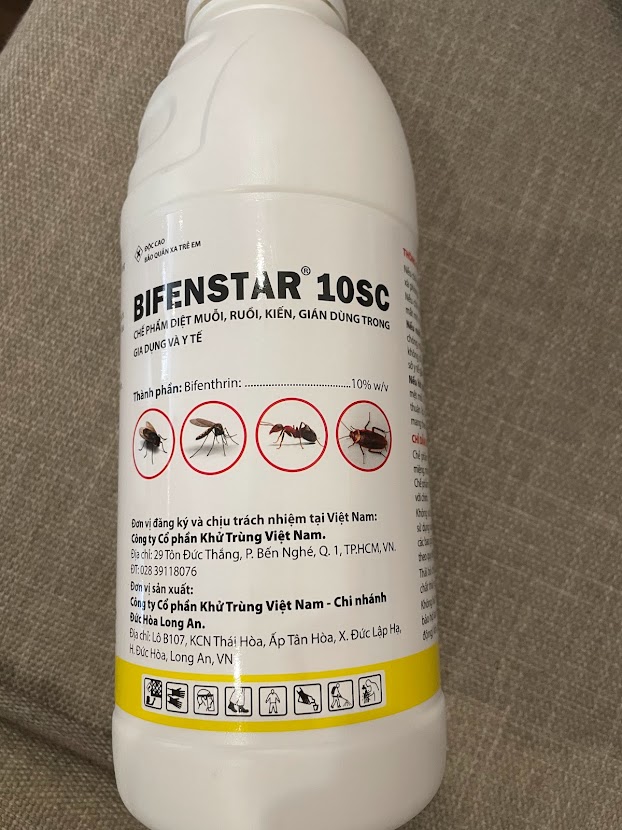 ĐỘC CAO
BẢO QUẢN XA TRẺ EM
BIFENSTAR® 10SC
CHẾ PHẨM DIỆT MUỖI, RUỒI, KIẾN, GIÁN DÙNG TRONG
GIA DỤNG VÀ Y TẾ
Thành phần: Bifenthrin: ....................................10% w/v
Đơn vị đăng ký và chịu trách nhiệm tại Việt Nam:
Công ty Cổ phần Khử Trùng Việt Nam.
Địa chỉ: 29 Tôn Đức Thắng, P. Bến Nghé, Q. 1, TP.HCM, VN.
ĐT: 028 39118076
Đơn vị sản xuất:
Công ty Cổ phần Khử Trùng Việt Nam - Chi nhánh
Đức Hòa Long An.
Địa chỉ: Lô B107, KCN Thái Hòa, Ấp Tân Hòa, X. Đức Lập Hạ,
H. Đức Hòa, Long An, VN